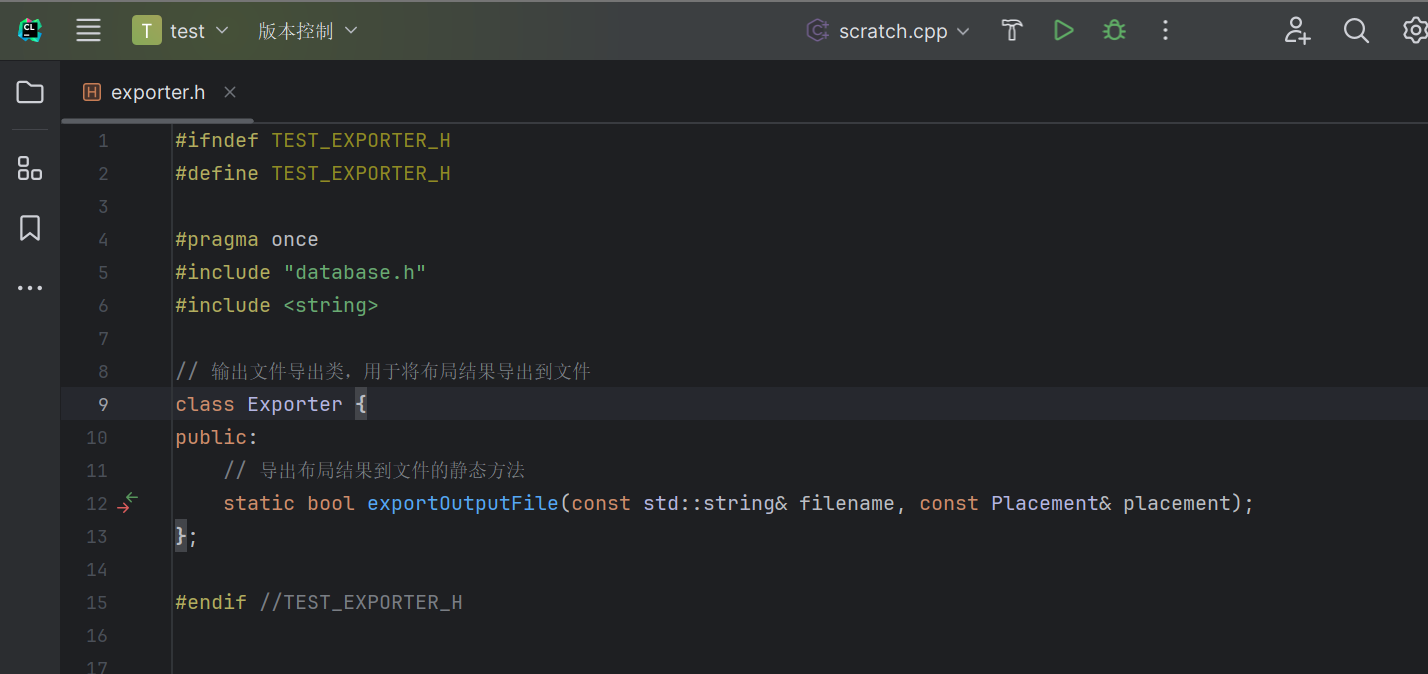 CL
T test 版本控制 scratch.cpp
H exporter.h
1 #ifndef TEST_EXPORTER_H
2 #define TEST_EXPORTER_H
3
4 #pragma once
5 #include "database.h"
6 #include <string>
7
8 // 输出文件导出类，用于将布局结果导出到文件
9 class Exporter {
10 public:
11     // 导出布局结果到文件的静态方法
12     static bool exportOutputFile(const std::string& filename, const Placement& placement);
13 };
14
15 #endif //TEST_EXPORTER_H
16
17